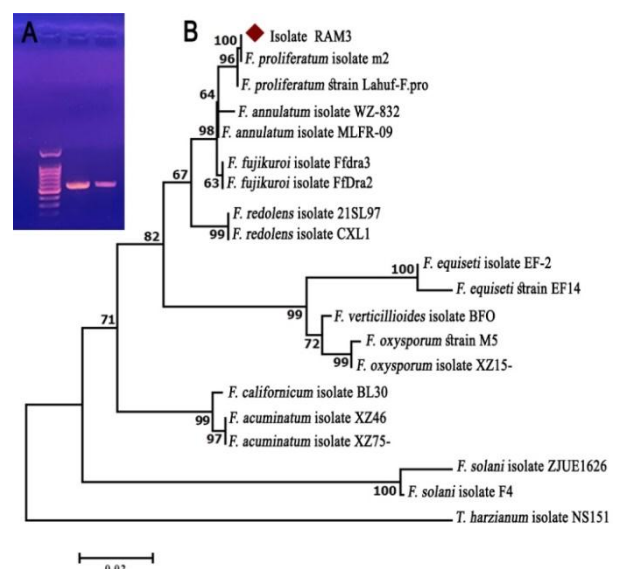 A
B
100
Isolate RAM3
F. proliferatum isolate m2
96
F. proliferatum strain Lahuf-F.pro
64
F. annulatum isolate WZ-832
98
F. annulatum isolate MLFR-09
F. fujikuroi isolate Ffdra3
67
63
F. fujikuroi isolate FfDra2
F. redolens isolate 21SL97
99
F. redolens isolate CXL1
82
F. equiseti isolate EF-2
100
F. equiseti strain EF14
99
F. verticillioides isolate BFO
71
72
F. oxysporum strain M5
99
F. oxysporum isolate XZ15-
F. californicum isolate BL30
99
F. acuminatum isolate XZ46
97
F. acuminatum isolate XZ75-
F. solani isolate ZJUE1626
100
F. solani isolate F4
T. harzianum isolate NS151